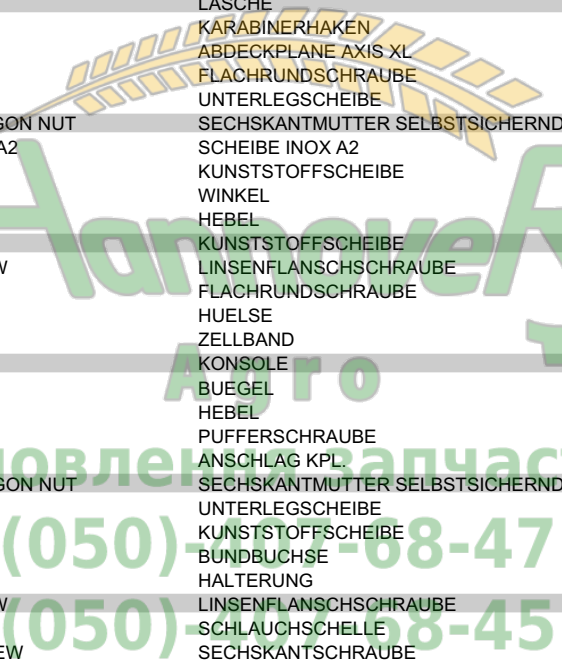 LASCHE
KARABINERHAKEN
ABDECKPLANE AXIS XL
FLACHRUNDSCHRAUBE
UNTERLEGSCHEIBE
GON NUT SECHSKANTMUTTER SELBSTSICHERND
A2 SCHEIBE INOX A2
KUNSTSTOFFSCHEIBE
WINKEL
HEBEL
KUNSTSTOFFSCHEIBE
W LINSENFLANSCHSCHRAUBE
FLACHRUNDSCHRAUBE
HUELSE
ZELLBAND
KONSOLE
BUEGEL
HEBEL
PUFFERSCHRAUBE
ANSCHLAG KPL.
GON NUT SECHSKANTMUTTER SELBSTSICHERND
UNTERLEGSCHEIBE
KUNSTSTOFFSCHEIBE
BUNDBUCHSE
HALTERUNG
W LINSENFLANSCHSCHRAUBE
SCHLAUCHSCHELLE
EW SECHSKANTSCHRAUBE
Hannover
Agro
овлення запчаст
(050)-407-68-47
(050)-407-68-45